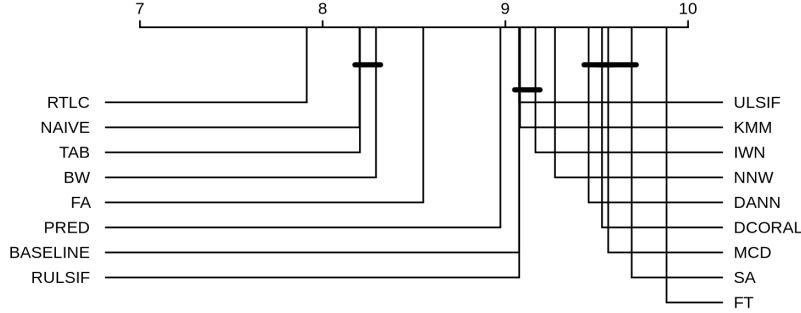 7 8 9 10
RTLC ULSIF
NAIVE KMM
TAB IWN
BW NNW
FA DANN
PRED DCORAL
BASELINE MCD
RULSIF SA
FT